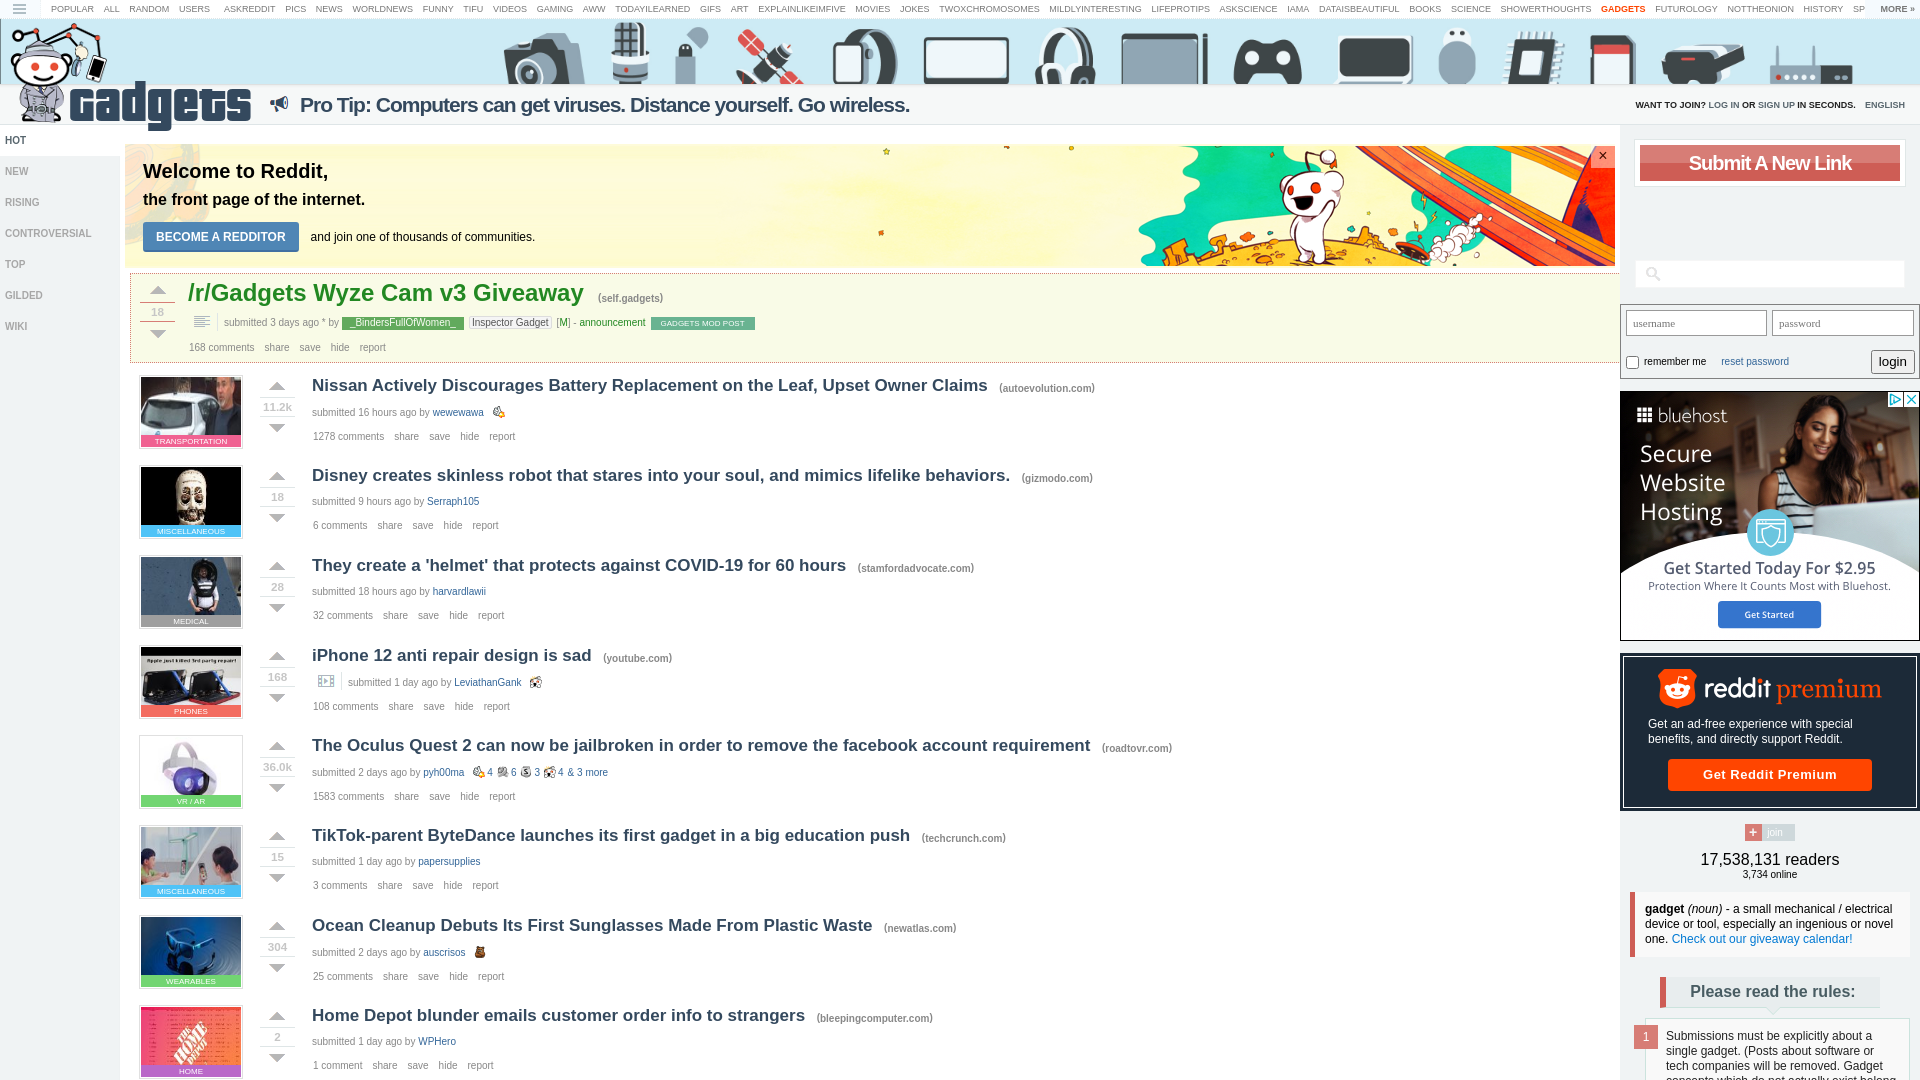 POPULAR ALL RANDOM USERS ASKREDDIT PICS NEWS WORLDNEWS FUNNY TIFU VIDEOS GAMING AWW TODAYILEARNED GIFS ART EXPLAINLIKEIMFIVE MOVIES JOKES TWOXCHROMOSOMES MILDLYINTERESTING LIFEPROTIPS ASKSCIENCE IAMA DATAISBEAUTIFUL BOOKS SCIENCE SHOWERTHOUGHTS GADGETS FUTUROLOGY NOTTHEONION HISTORY SP MORE »
Gadgets
Pro Tip: Computers can get viruses. Distance yourself. Go wireless.
WANT TO JOIN? LOG IN OR SIGN UP IN SECONDS. ENGLISH
HOT
NEW
RISING
CONTROVERSIAL
TOP
GILDED
WIKI
Welcome to Reddit,
the front page of the internet.
BECOME A REDDITOR and join one of thousands of communities.
×
18
/r/Gadgets Wyze Cam v3 Giveaway (self.gadgets)
submitted 3 days ago * by _BindersFullOfWomen_ Inspector Gadget [M] - announcement GADGETS MOD POST
168 comments share save hide report
TRANSPORTATION
11.2k
Nissan Actively Discourages Battery Replacement on the Leaf, Upset Owner Claims (autoevolution.com)
submitted 16 hours ago by wewewawa
1278 comments share save hide report
MISCELLANEOUS
18
Disney creates skinless robot that stares into your soul, and mimics lifelike behaviors. (gizmodo.com)
submitted 9 hours ago by Serraph105
6 comments share save hide report
MEDICAL
28
They create a 'helmet' that protects against COVID-19 for 60 hours (stamfordadvocate.com)
submitted 18 hours ago by harvardlawii
32 comments share save hide report
Apple just killed 3rd party repair!
PHONES
168
iPhone 12 anti repair design is sad (youtube.com)
submitted 1 day ago by LeviathanGank
108 comments share save hide report
VR / AR
36.0k
The Oculus Quest 2 can now be jailbroken in order to remove the facebook account requirement (roadtovr.com)
submitted 2 days ago by pyh00ma 4 6 3 4 & 3 more
1583 comments share save hide report
MISCELLANEOUS
15
TikTok-parent ByteDance launches its first gadget in a big education push (techcrunch.com)
submitted 1 day ago by papersupplies
3 comments share save hide report
WEARABLES
304
Ocean Cleanup Debuts Its First Sunglasses Made From Plastic Waste (newatlas.com)
submitted 2 days ago by auscrisos
25 comments share save hide report
THE HOME DEPOT
HOME
2
Home Depot blunder emails customer order info to strangers (bleepingcomputer.com)
submitted 1 day ago by WPHero
1 comment share save hide report
Submit A New Link
username password
remember me reset password login
bluehost
Secure
Website
Hosting
Get Started Today For $2.95
Protection Where It Counts Most with Bluehost.
Get Started
reddit premium
Get an ad-free experience with special
benefits, and directly support Reddit.
Get Reddit Premium
+ join
17,538,131 readers
3,734 online
gadget (noun) - a small mechanical / electrical
device or tool, especially an ingenious or novel
one. Check out our giveaway calendar!
Please read the rules:
1 Submissions must be explicitly about a
single gadget. (Posts about software or
tech companies will be removed. Gadget
concepts which do not actually exist belong